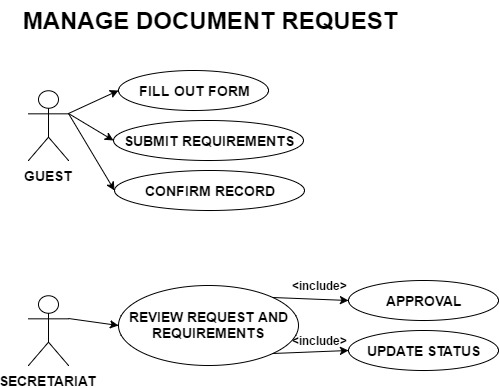 MANAGE DOCUMENT REQUEST
FILL OUT FORM
SUBMIT REQUIREMENTS
GUEST
CONFIRM RECORD
<include>
APPROVAL
REVIEW REQUEST AND
REQUIREMENTS
<include>
UPDATE STATUS
SECRETARIAT